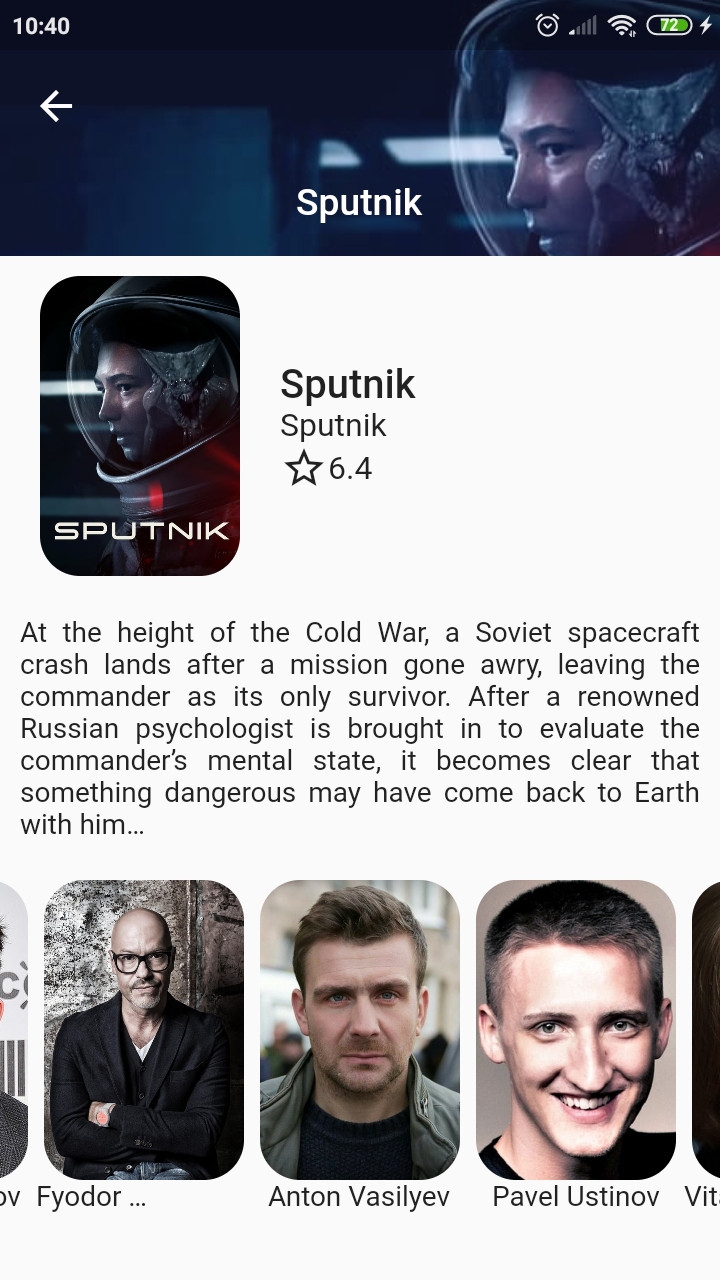 10:40
72
Sputnik
SPUTNIK
Sputnik
Sputnik
6.4
At the height of the Cold War, a Soviet spacecraft
crash lands after a mission gone awry, leaving the
commander as its only survivor. After a renowned
Russian psychologist is brought in to evaluate the
commander’s mental state, it becomes clear that
something dangerous may have come back to Earth
with him…
ov Fyodor ... Anton Vasilyev Pavel Ustinov Vit